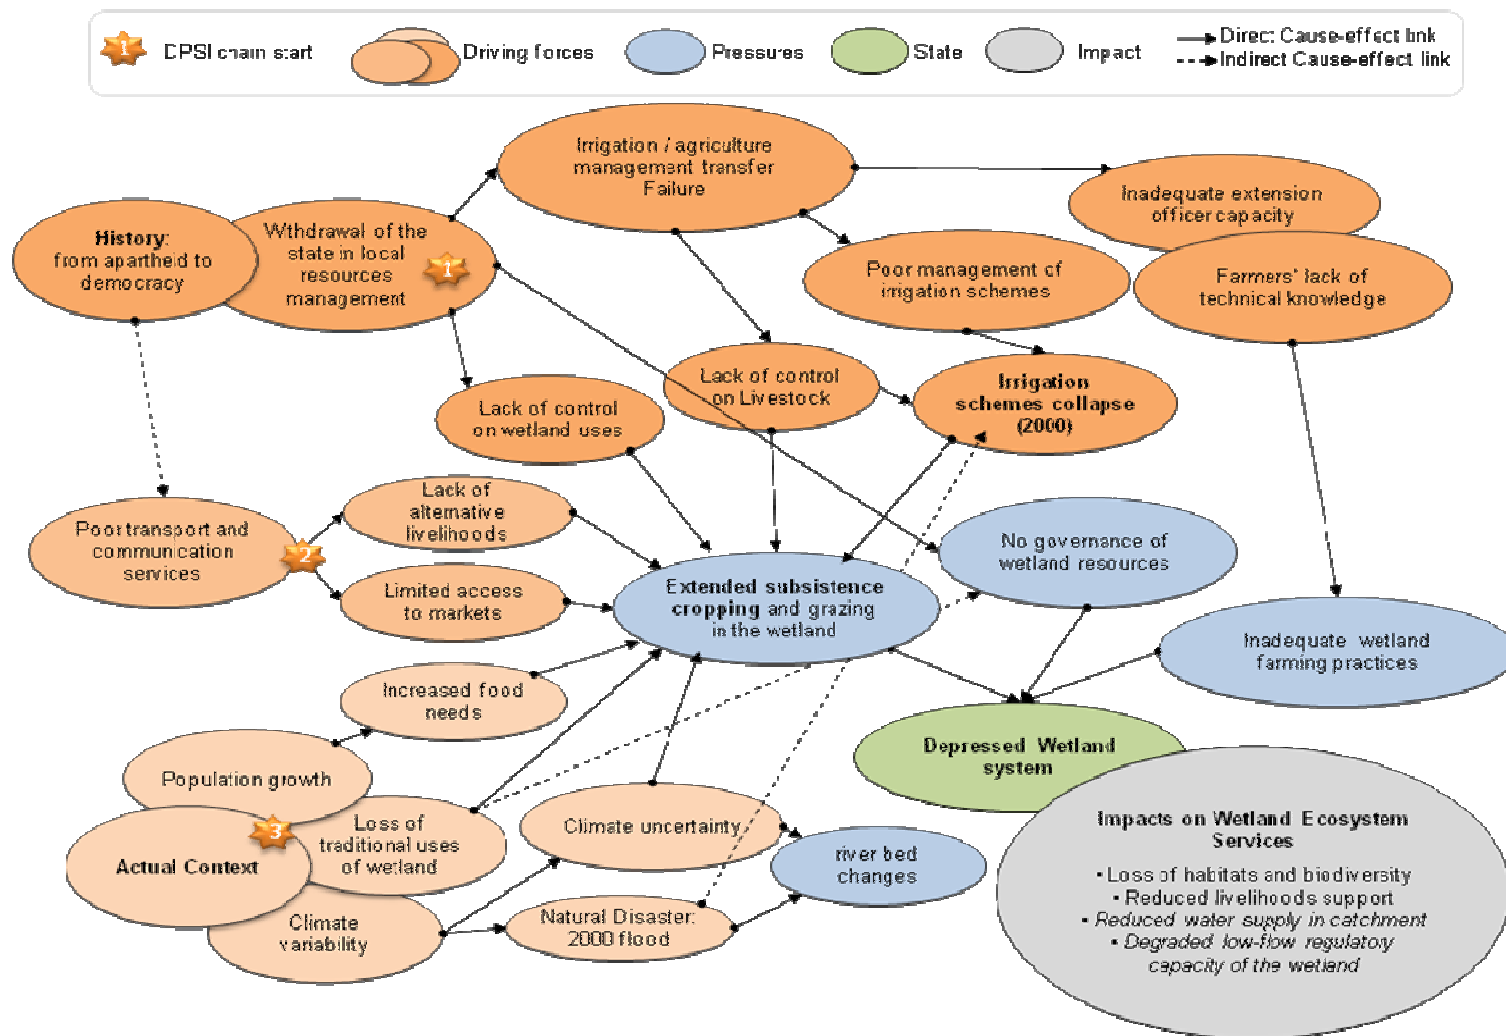 1
DPSI chain start
Driving forces
Pressures
State
Impact
Direct Cause-effect link
Indirect Cause-effect link
Irrigation / agriculture
management transfer
Failure
Inadequate extension
officer capacity
History:
from apartheid to
democracy
Wthdrawal of the
state in local
resources
management
1
Poor management of
irrigation schemes
Farmers' lack of
technical knowledge
Lack of control
on Livestock
Irrigation
schemes collapse
(2000)
Lack of control
on wetland uses
Lack of
alternative
livelihoods
Poor transport and
communication
services
2
No governance of
wetland resources
Limited access
to markets
Extended subsistence
cropping and grazing
in the wetland
Inadequate wetland
farming practices
Increased food
needs
Depressed Wetland
system
Population growth
3
Loss of
traditional uses
of wetland
Climate uncertainty
Actual Context
river bed
changes
Climate
variability
Natural Disaster:
2000 flood
Impacts on Wetland Ecosystem
Services
• Loss of habitats and biodiversity
• Reduced livelihoods support
• Reduced water supply in catchment
• Degraded low-flow regulatory
capacity of the wetland